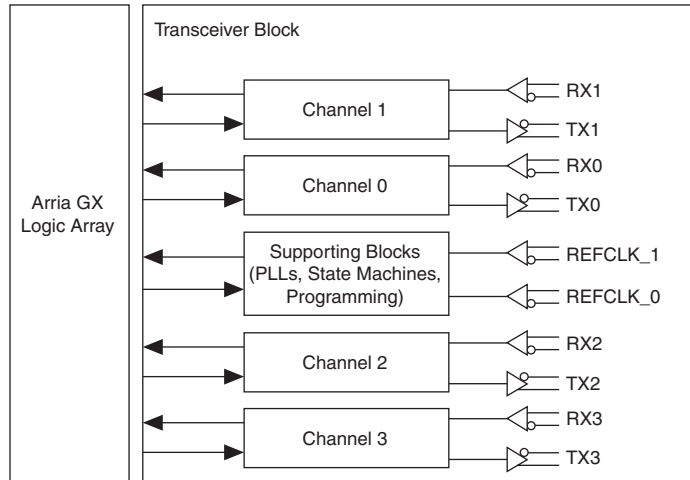 Transceiver Block
Arria GX
Logic Array
Channel 1
RX1
TX1
Channel 0
RX0
TX0
Supporting Blocks
(PLLs, State Machines,
Programming)
REFCLK_1
REFCLK_0
Channel 2
RX2
TX2
Channel 3
RX3
TX3